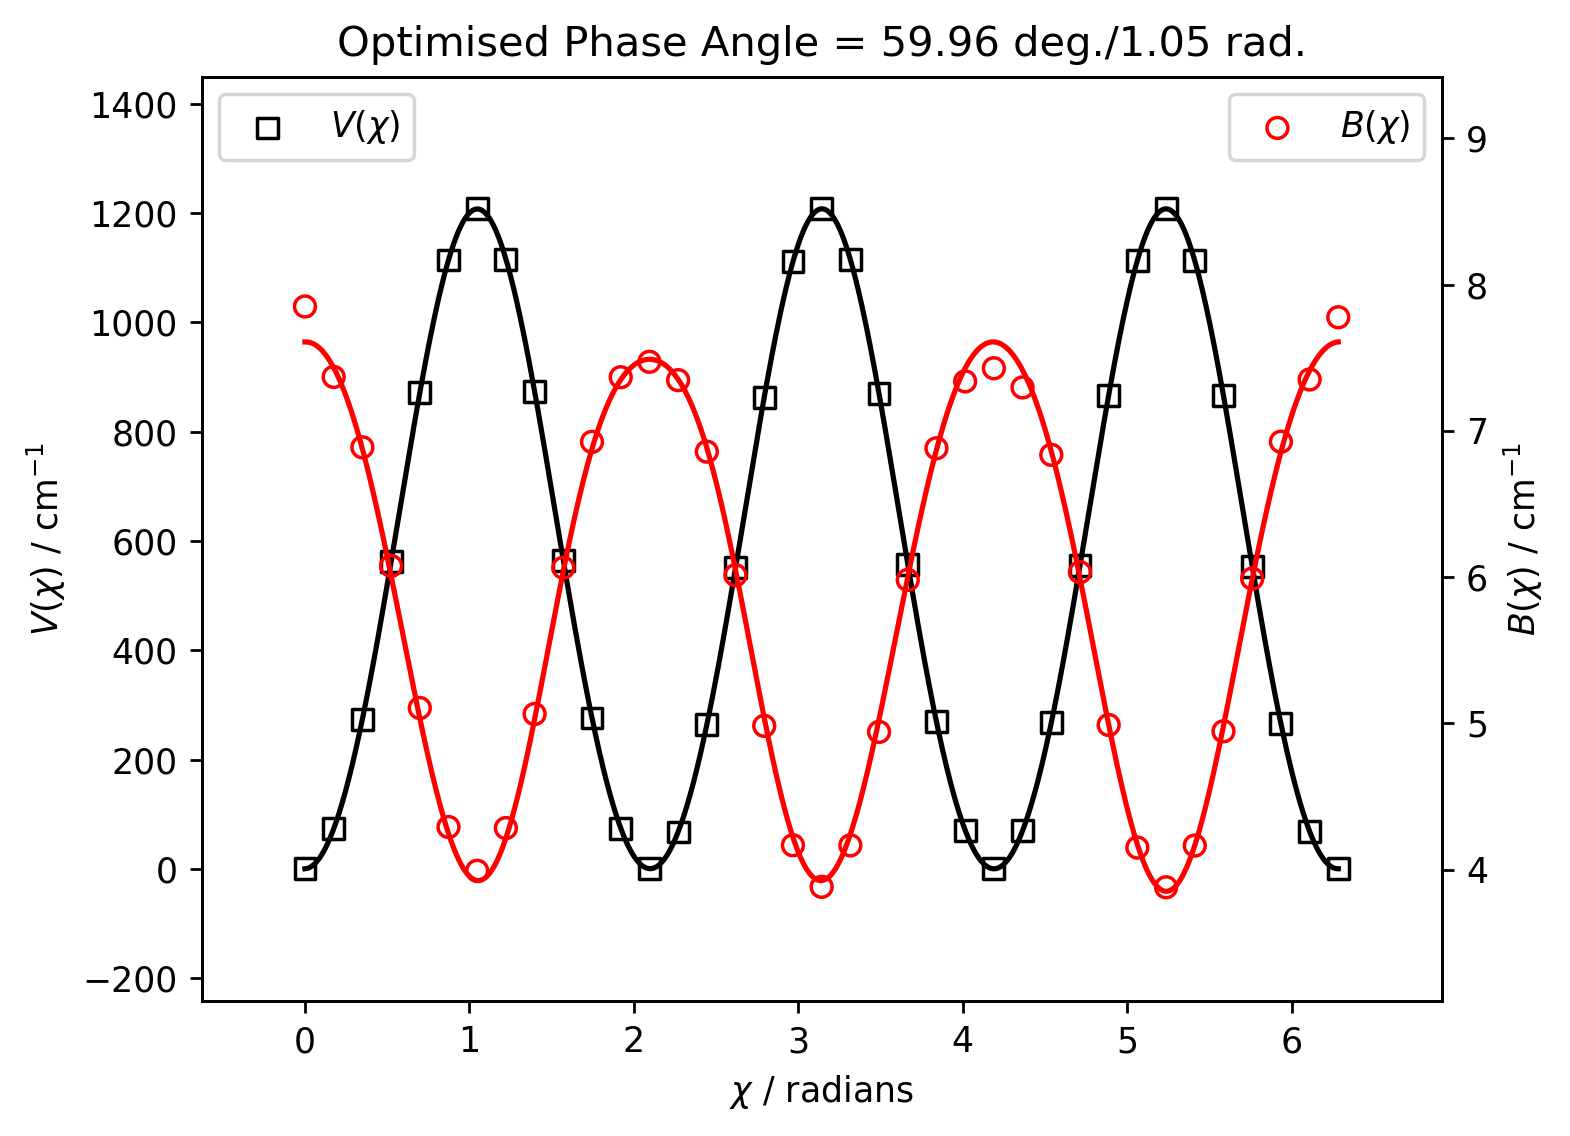 Optimised Phase Angle = 59.96 deg./1.05 rad.
V(χ)
B(χ)
1400
1200
1000
800
600
400
200
0
−200
V(χ) / cm⁻¹
9
8
7
6
5
4
B(χ) / cm⁻¹
0 1 2 3 4 5 6
χ / radians